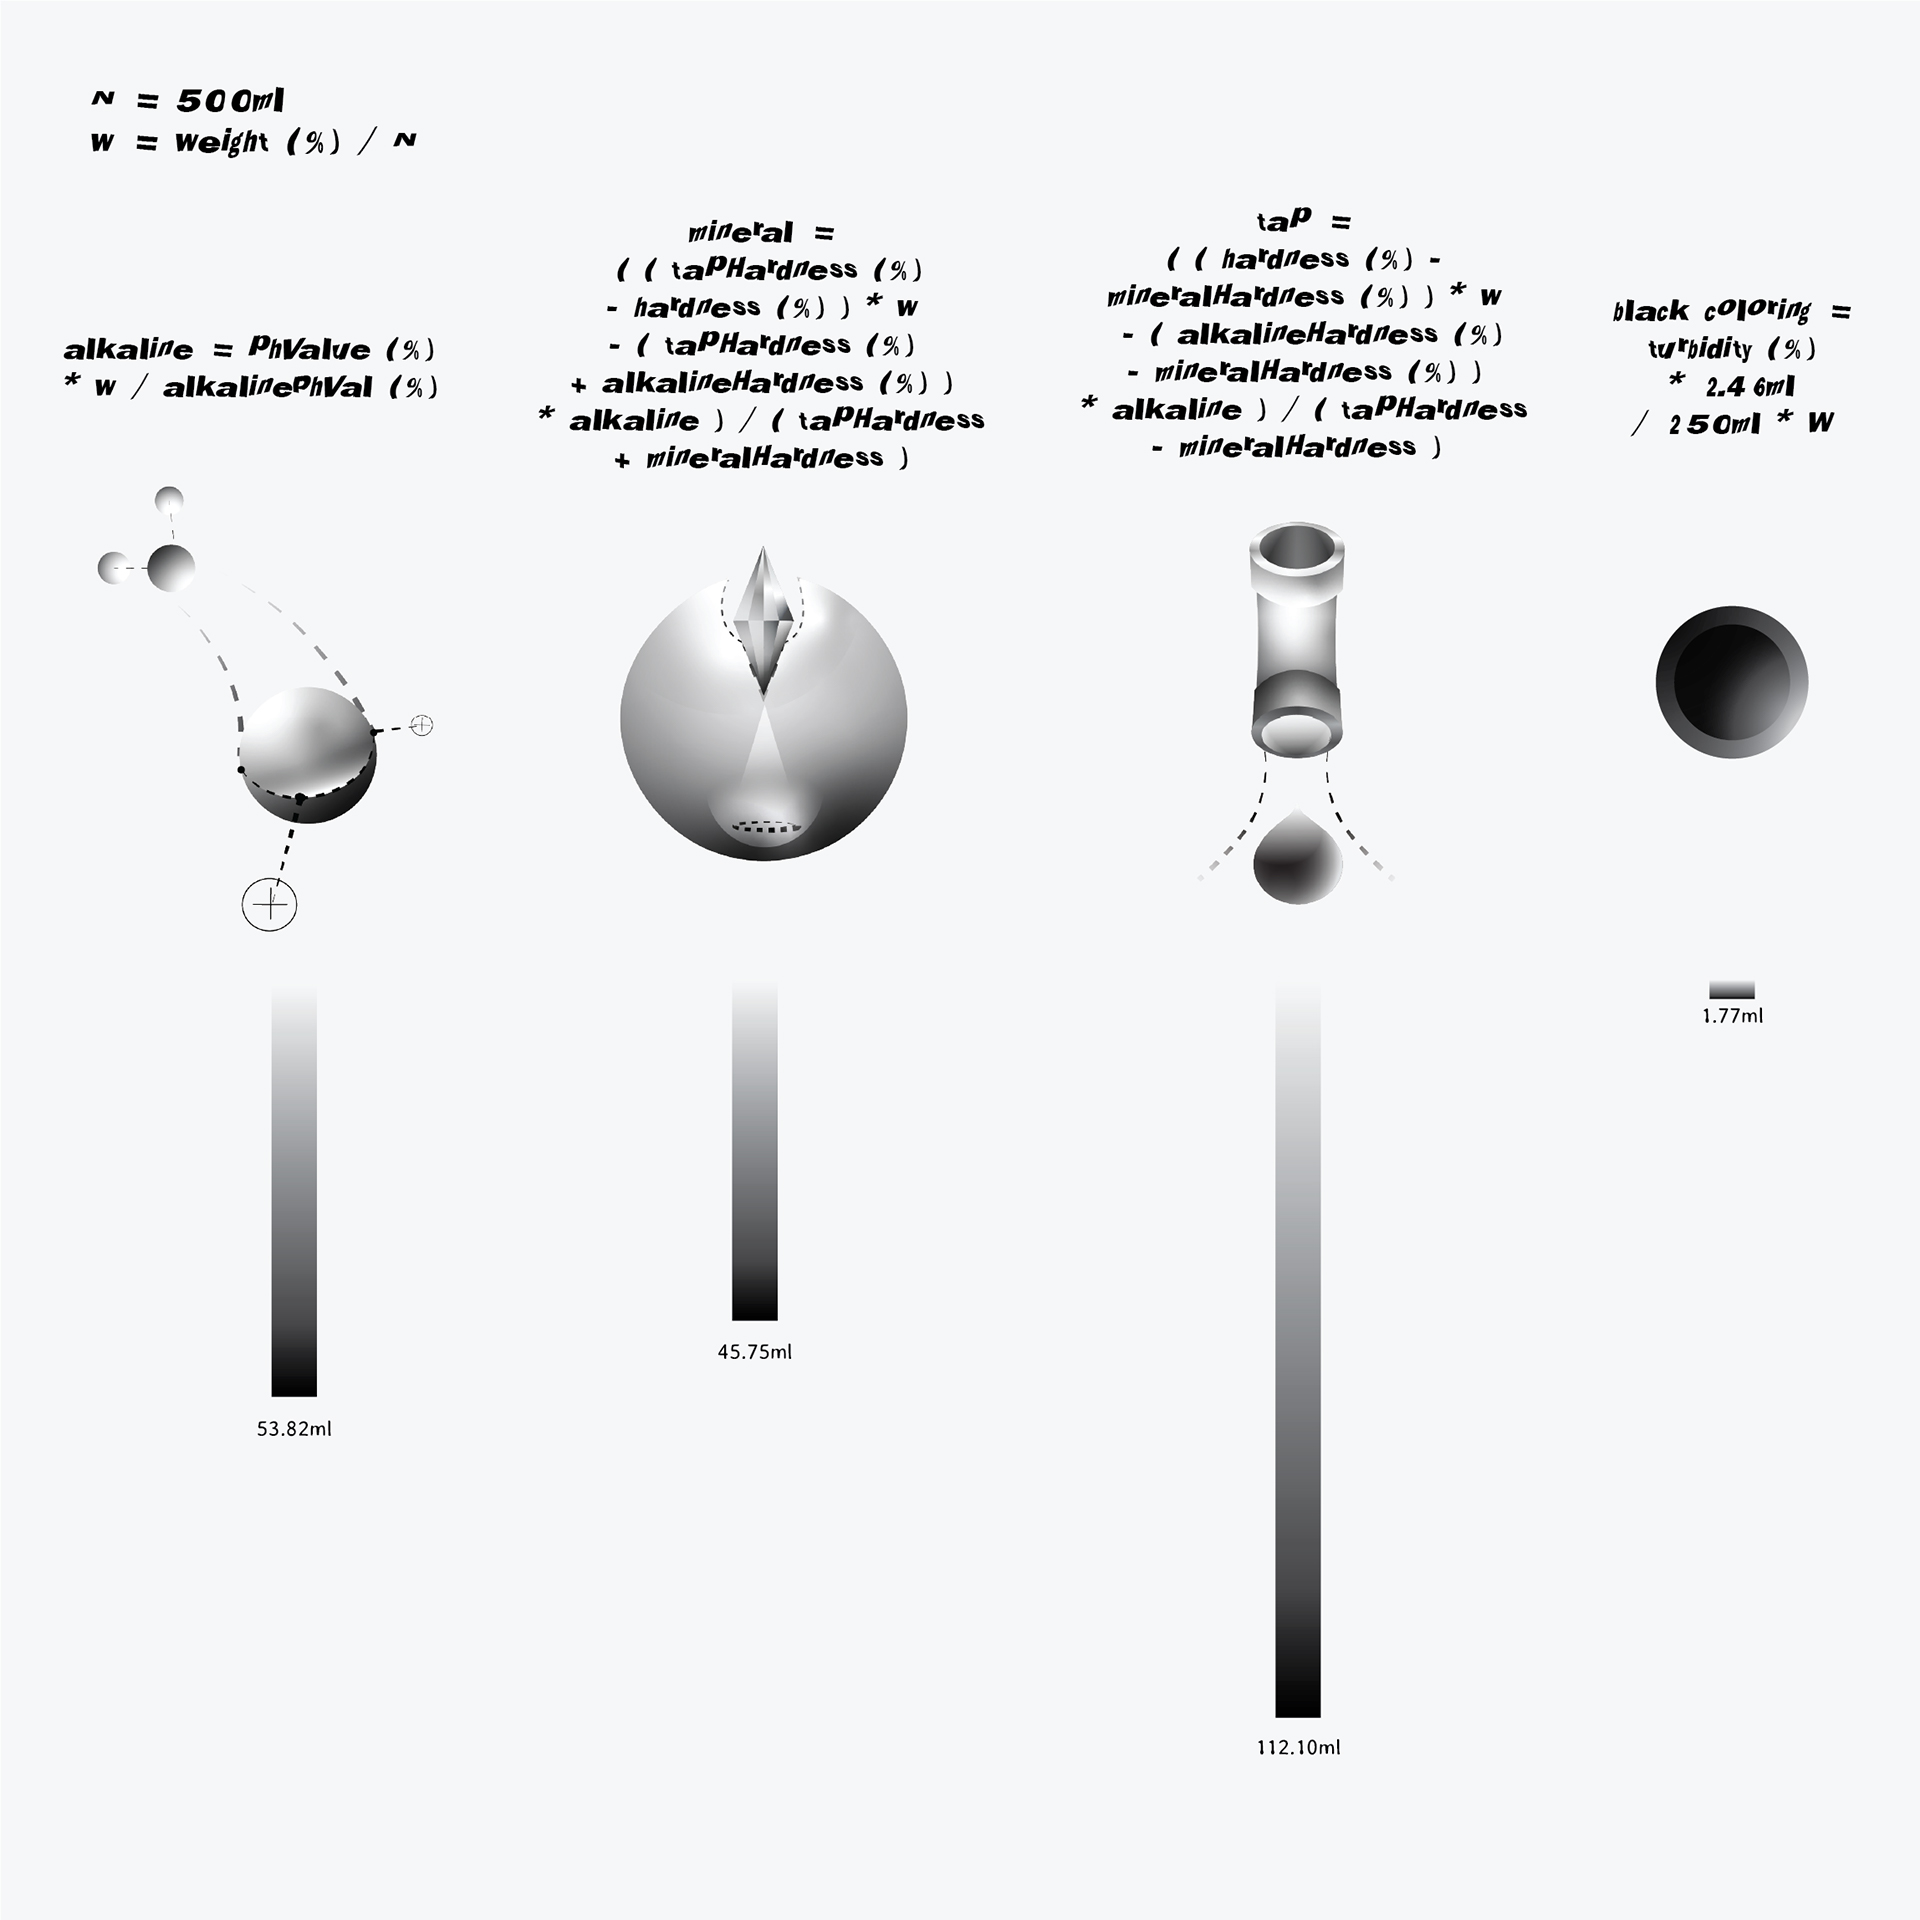 N = 500ml
w = weight (%) / N
alkaline = PhValue (%)
* w / alkalinePhVal (%)
mineral =
( ( tapHardness (%)
- hardness (%) ) * w
- ( tapHardness (%)
+ alkalineHardness (%) )
* alkaline ) / ( tapHardness
+ mineralHardness )
tap =
( ( hardness (%) -
mineralHardness (%) ) * w
- ( alkalineHardness (%)
- mineralHardness (%) )
* alkaline ) / ( tapHardness
- mineralHardness )
black coloring =
turbidity (%)
* 2.46ml
/ 250ml * W
53.82ml
45.75ml
112.10ml
1.77ml